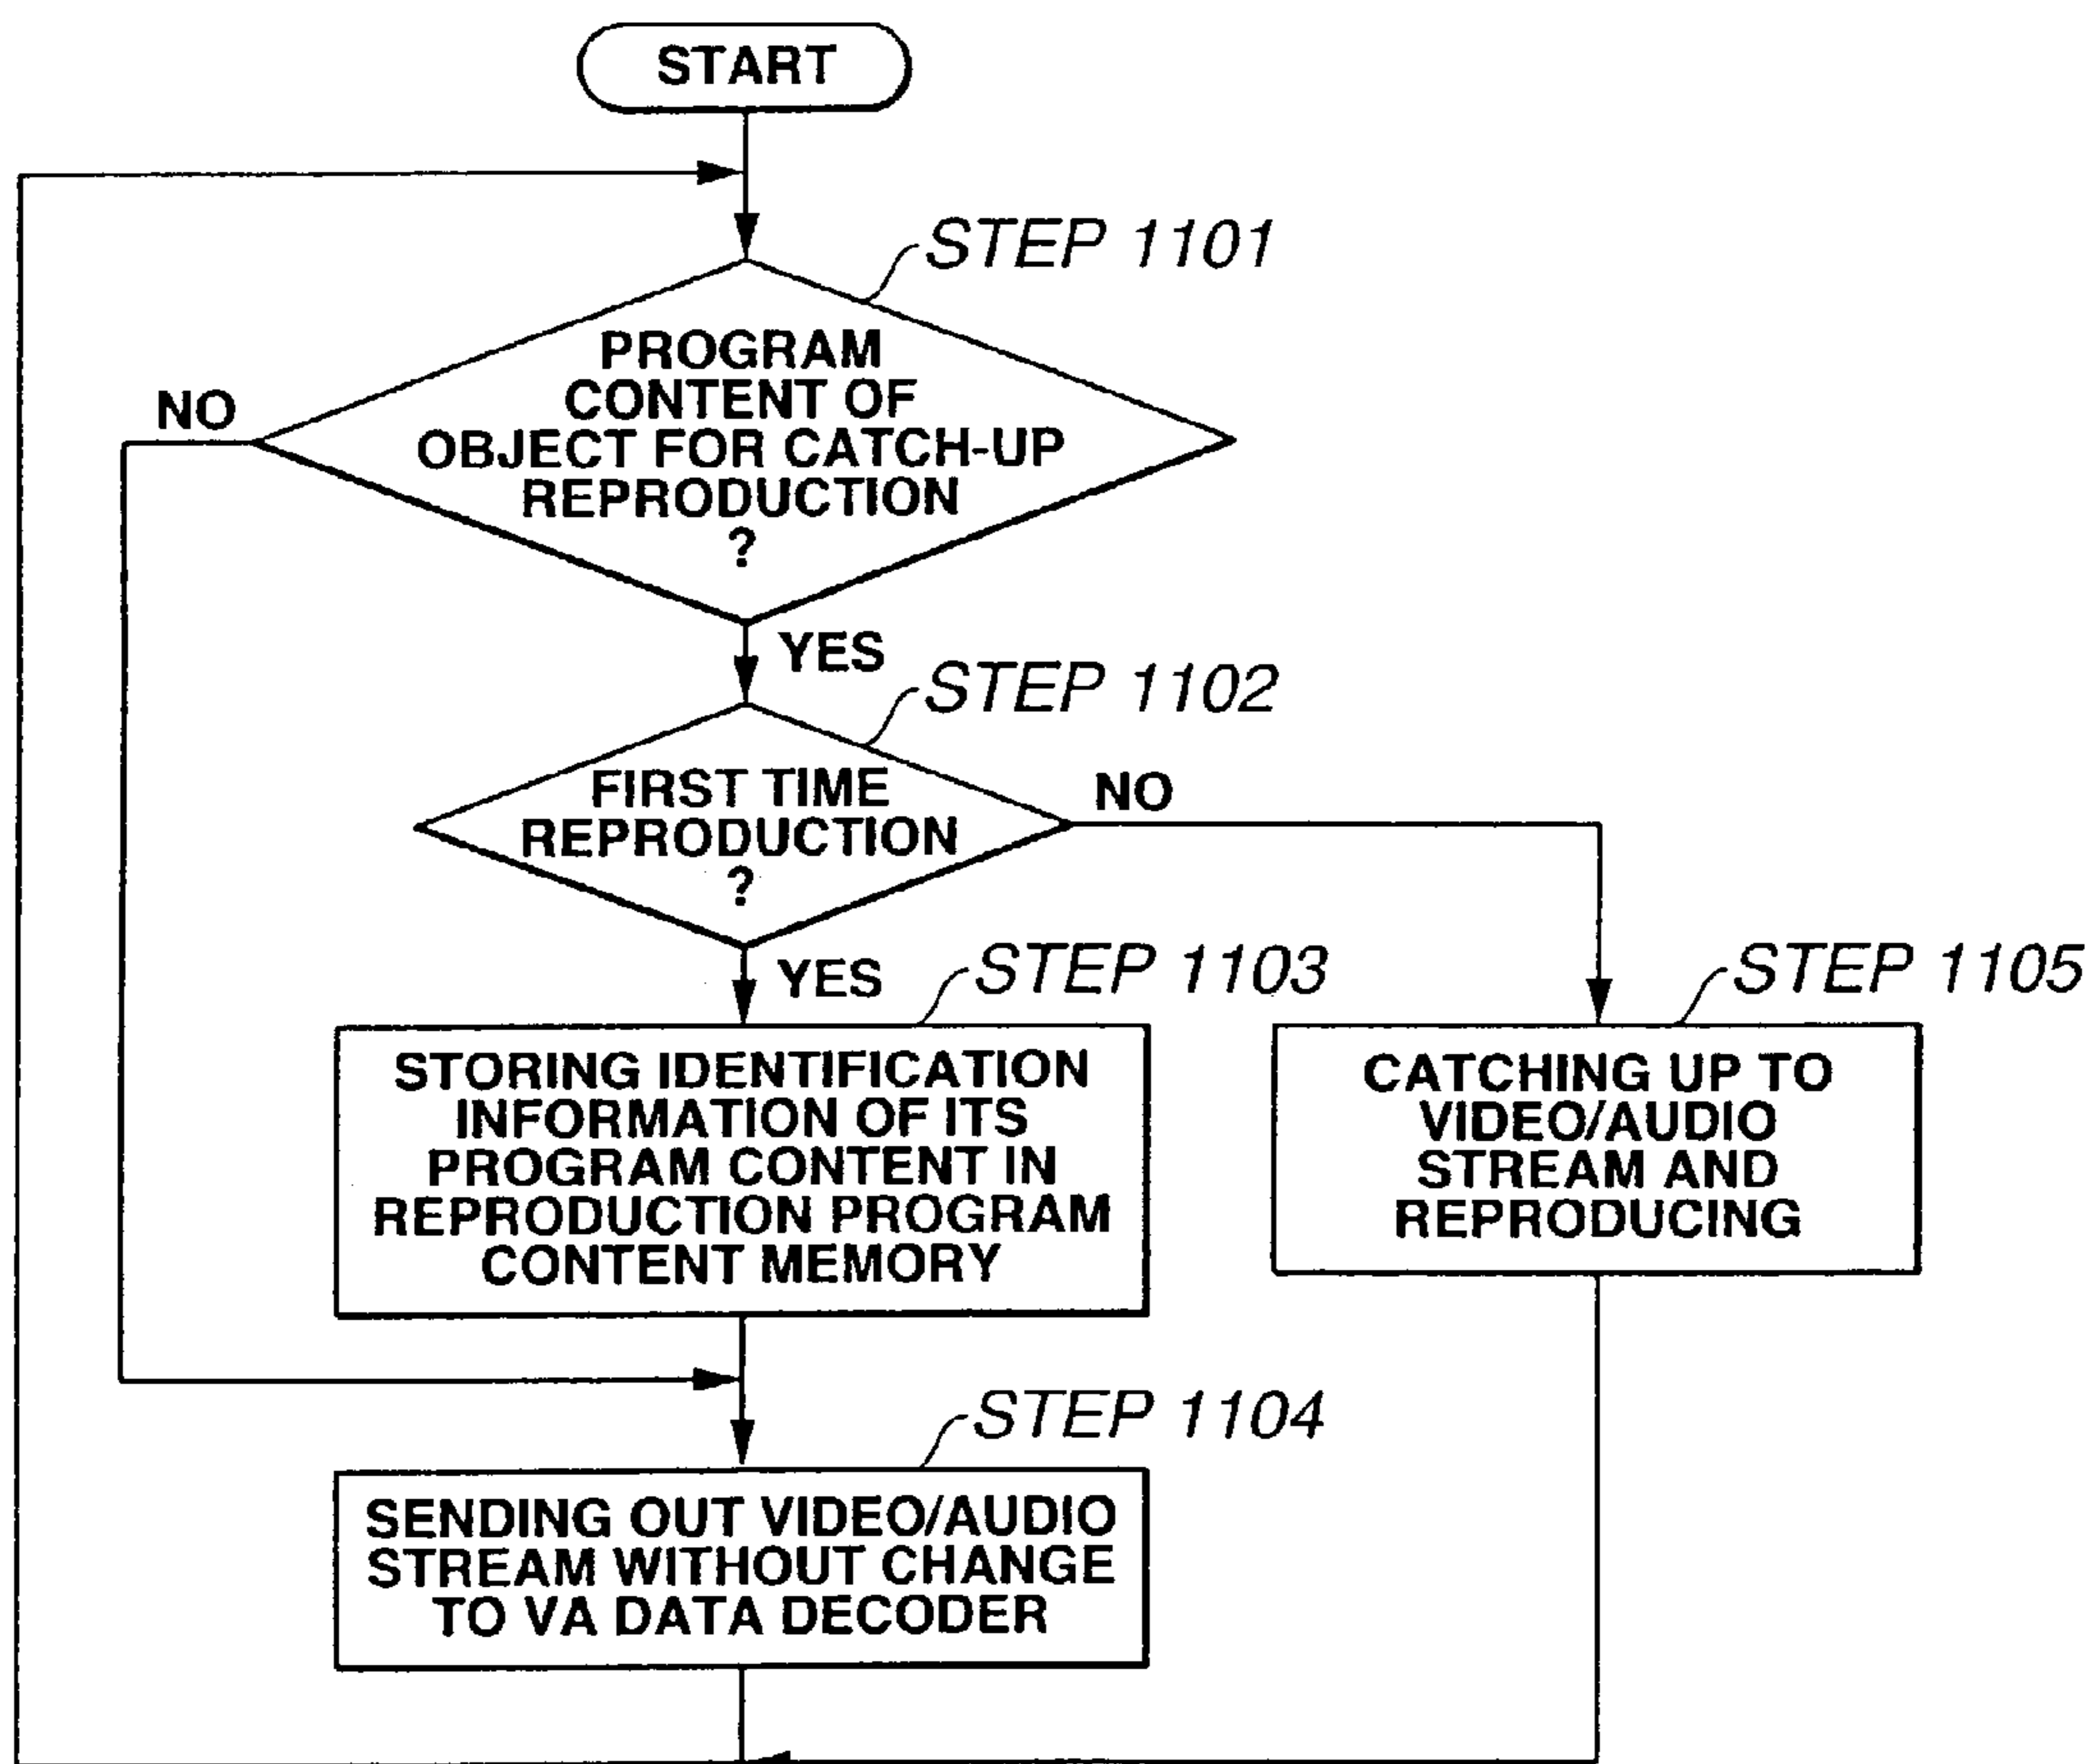 START
STEP 1101
PROGRAM
CONTENT OF
OBJECT FOR CATCH-UP
REPRODUCTION
?
NO
YES
STEP 1102
FIRST TIME
REPRODUCTION
?
NO
YES
STEP 1103
STORING IDENTIFICATION
INFORMATION OF ITS
PROGRAM CONTENT IN
REPRODUCTION PROGRAM
CONTENT MEMORY
STEP 1105
CATCHING UP TO
VIDEO/AUDIO
STREAM AND
REPRODUCING
STEP 1104
SENDING OUT VIDEO/AUDIO
STREAM WITHOUT CHANGE
TO VA DATA DECODER